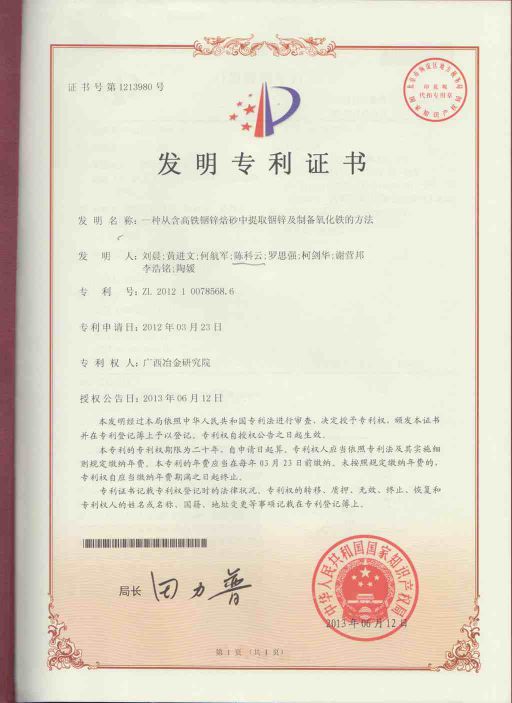 证书号第1213980号
印花税
代扣专用章
国家知识产权局
发明专利证书
发 明 名 称：一种从含高铁铟锌焙砂中提取铟锌及制备氧化铁的方法
发 明 人：刘晨;黄进文;何航军;陈科云;罗思强;柯剑华;谢营邦
李浩铭;陶媛
专 利 号：ZL 2012 1 0078568.6
专利申请日：2012年03月23日
专 利 权 人：广西冶金研究院
授权公告日：2013年06月12日
本发明经过本局依照中华人民共和国专利法进行审查，决定授予专利权，颁发本证书
并在专利登记簿上予以登记。专利权自授权公告之日起生效。
本专利的专利权期限为二十年，自申请日起算。专利权人应当依照专利法及其实施细
则规定缴纳年费。本专利的年费应当在每年03月23日前缴纳。未按照规定缴纳年费的，
专利权自应当缴纳年费期满之日起终止。
专利证书记载专利权登记时的法律状况。专利权的转移、质押、无效、终止、恢复和
专利权人的姓名或名称、国籍、地址变更等事项记载在专利登记簿上。
局长 田力普
中华人民共和国国家知识产权局
2013年06月12日
第1页（共1页）